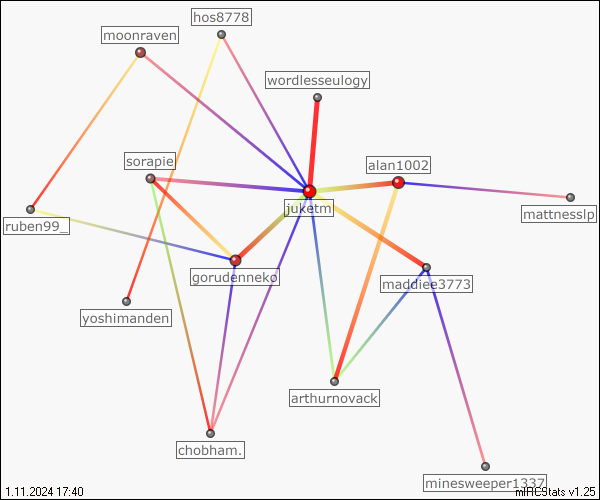 hos8778
moonraven
wordlesseulogy
sorapie
alan1002
juketm
mattnesslp
ruben99_
gorudenneko
maddiee3773
yoshimanden
arthurnovack
chobham.
minesweeper1337
1.11.2024 17:40
mIRCStats v1.25